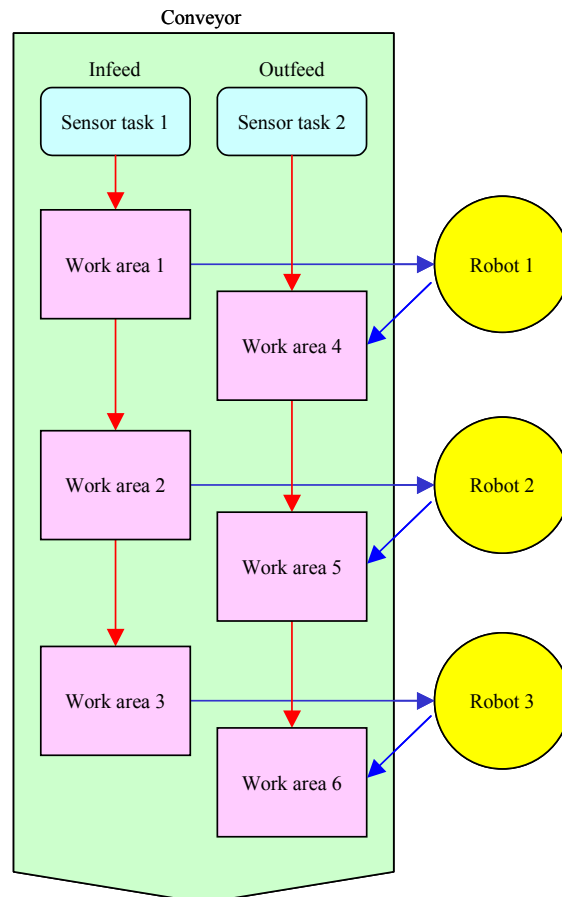 Conveyor
Infeed
Outfeed
Sensor task 1
Sensor task 2
Work area 1
Robot 1
Work area 4
Work area 2
Robot 2
Work area 5
Work area 3
Robot 3
Work area 6